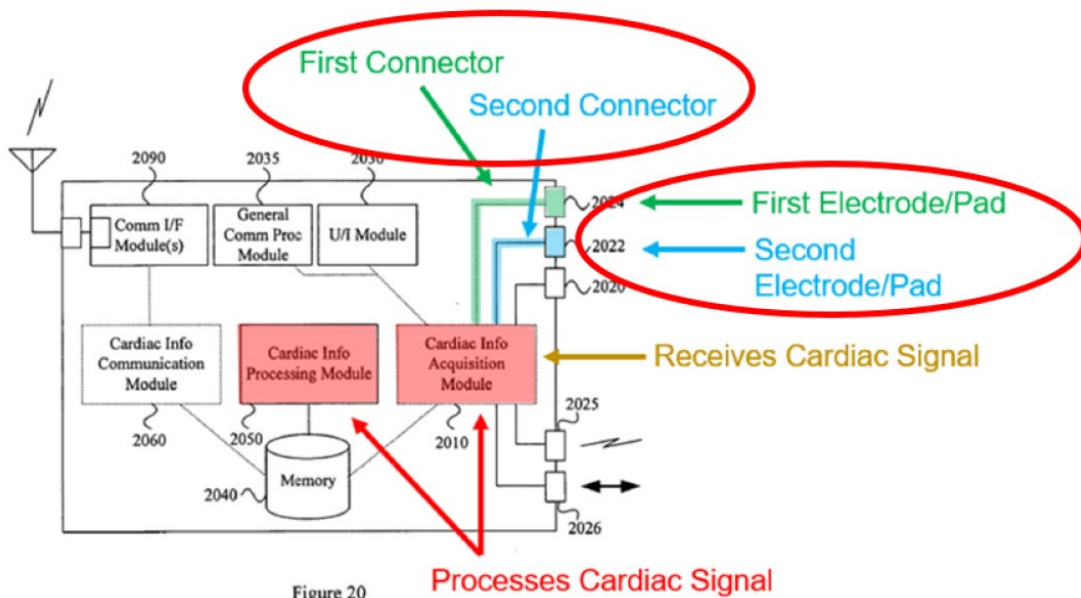 First Connector
Second Connector
2090
2035
2030
Comm I/F
Module(s)
General
Comm Proc
Module
U/I Module
2024
First Electrode/Pad
2022
Second
Electrode/Pad
2020
Cardiac Info
Communication
Module
Cardiac Info
Processing Module
Cardiac Info
Acquisition
Module
Receives Cardiac Signal
2060
2050
2010
2025
Memory
2040
2026
Processes Cardiac Signal
Figure 20